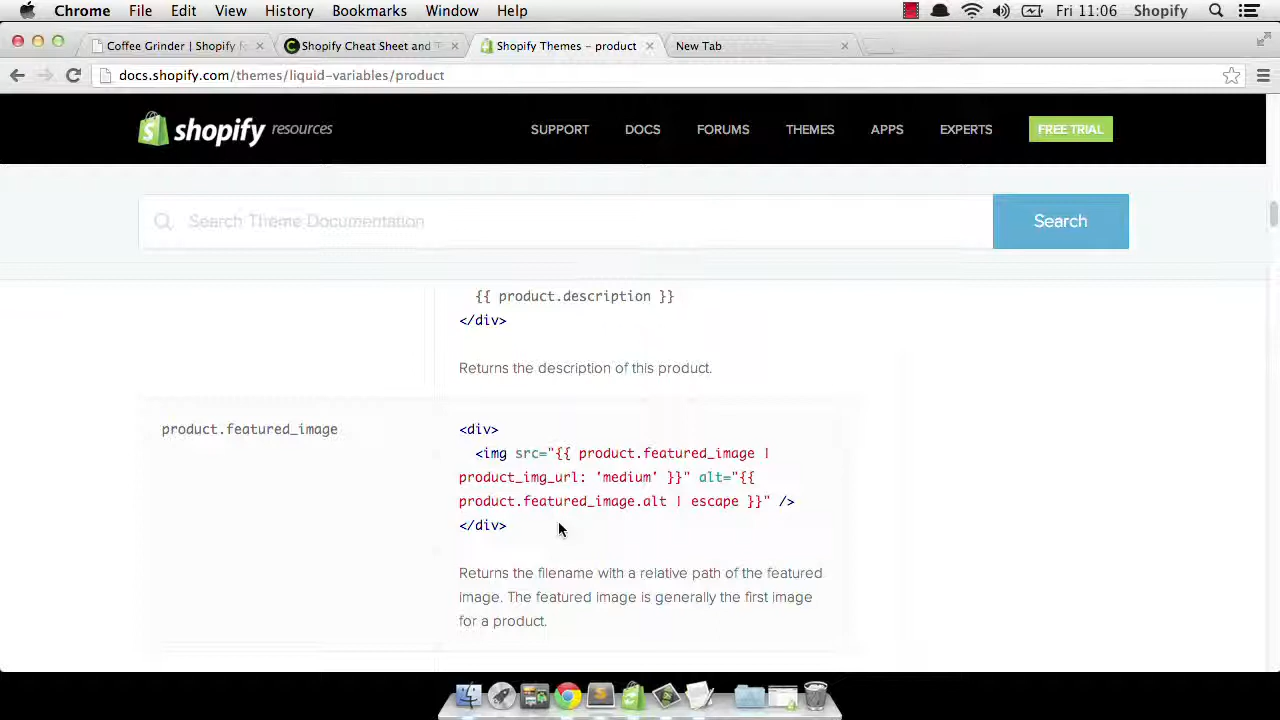 Chrome File Edit View History Bookmarks Window Help Fri 11:06 Shopify
Coffee Grinder | Shopify Shopify Cheat Sheet and T Shopify Themes – product New Tab
docs.shopify.com/themes/liquid-variables/product
shopify resources SUPPORT DOCS FORUMS THEMES APPS EXPERTS FREE TRIAL
Search Theme Documentation Search
{{ product.description }}
</div>
Returns the description of this product.
product.featured_image <div>
<img src="{{ product.featured_image |
product_img_url: 'medium' }}" alt="{{
product.featured_image.alt | escape }}" />
</div>
Returns the filename with a relative path of the featured
image. The featured image is generally the first image
for a product.